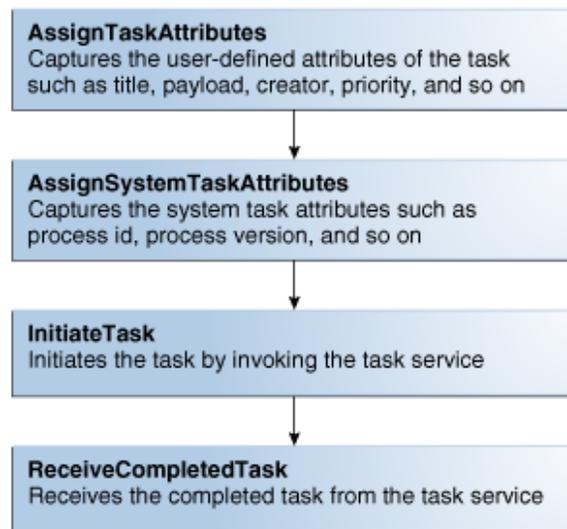 AssignTaskAttributes
Captures the user-defined attributes of the task
such as title, payload, creator, priority, and so on
AssignSystemTaskAttributes
Captures the system task attributes such as
process id, process version, and so on
InitiateTask
Initiates the task by invoking the task service
ReceiveCompletedTask
Receives the completed task from the task service